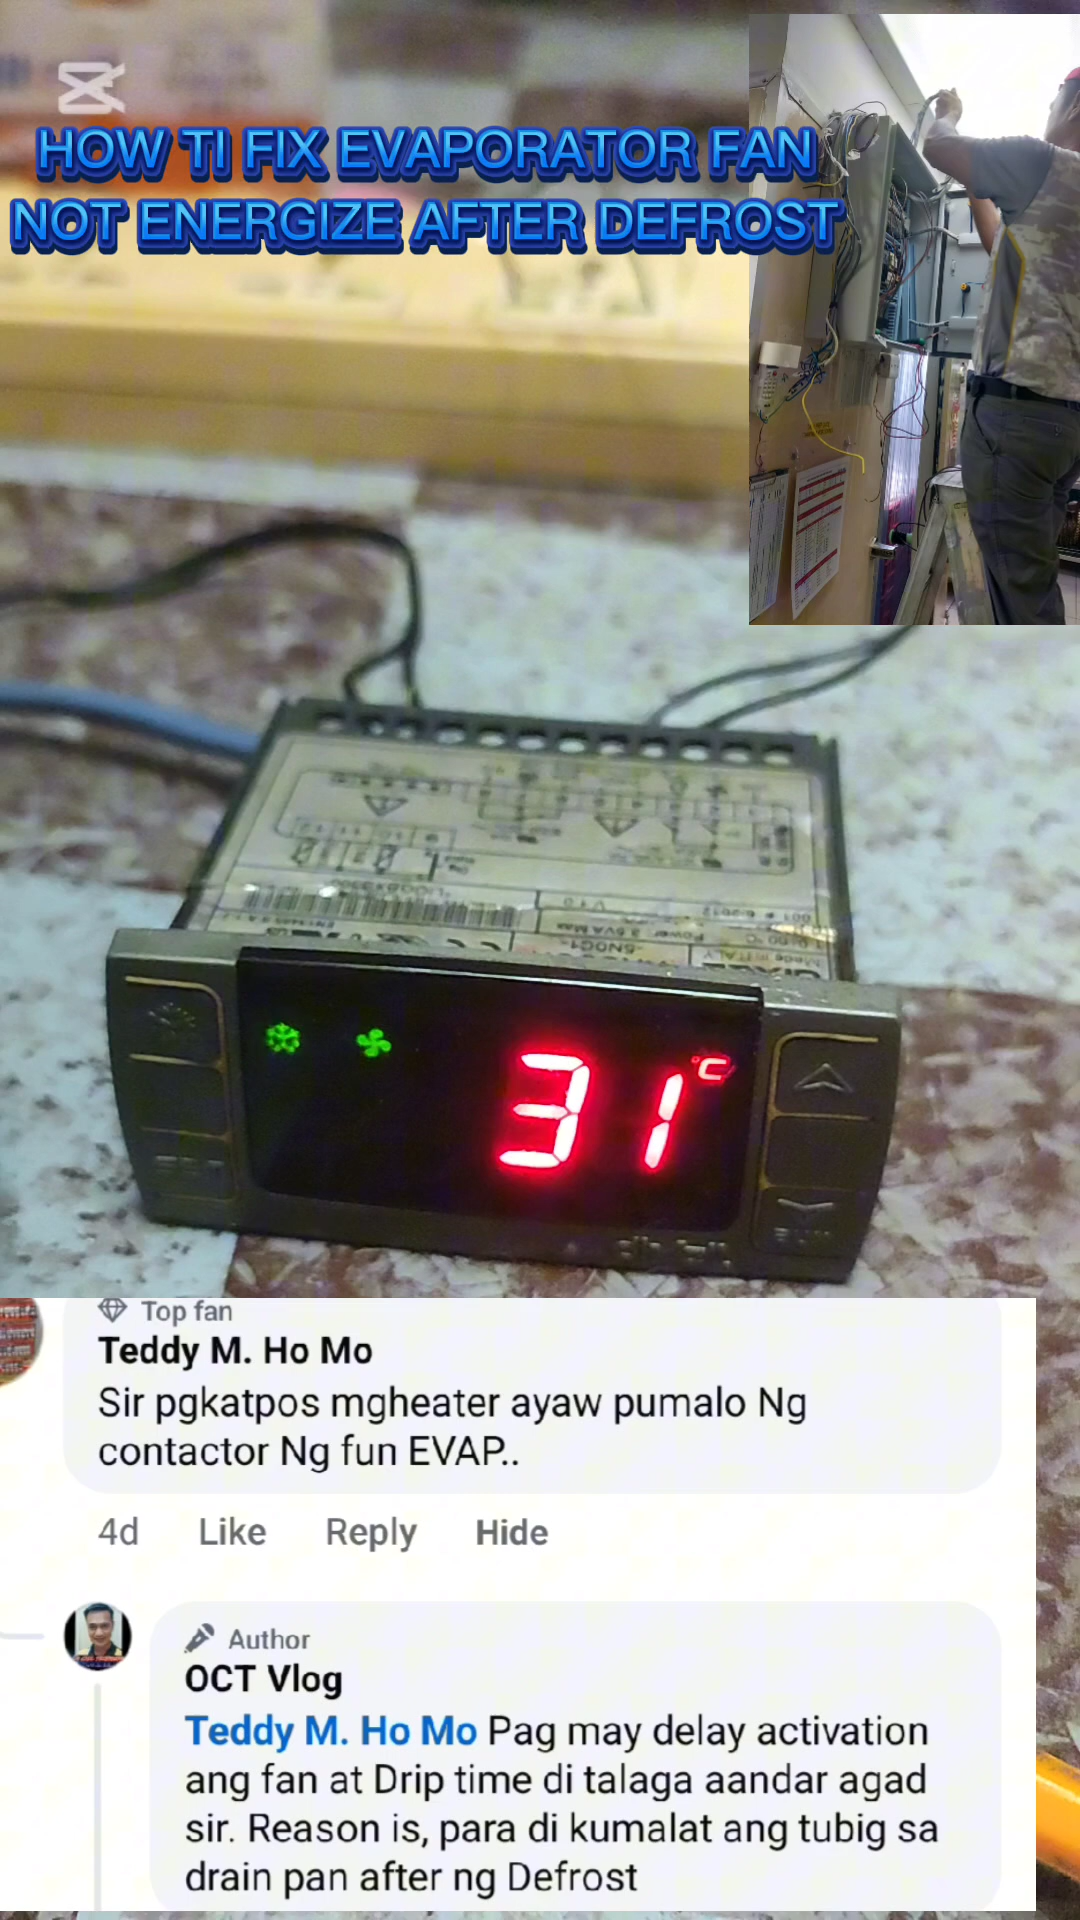 HOW TI FIX EVAPORATOR FAN
NOT ENERGIZE AFTER DEFROST
31 °C
Top fan
Teddy M. Ho Mo
Sir pgkatpos mgheater ayaw pumalo Ng
contactor Ng fun EVAP..
4d Like Reply Hide
Author
OCT Vlog
Teddy M. Ho Mo Pag may delay activation
ang fan at Drip time di talaga aandar agad
sir. Reason is, para di kumalat ang tubig sa
drain pan after ng Defrost